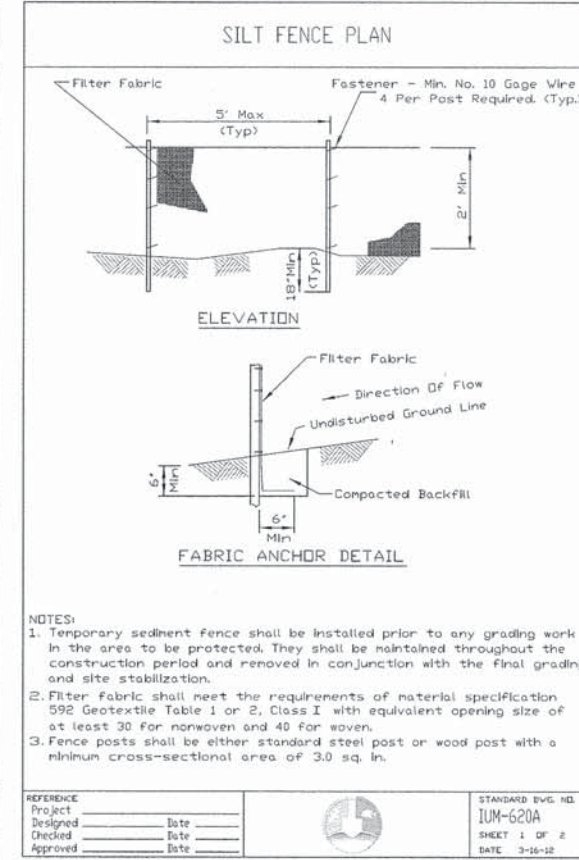 SILT FENCE PLAN
Filter Fabric
Fastener - Min. No. 10 Gage Wire
4 Per Post Required. (Typ.)
5' Max
(Typ)
2' Min
18"Min
(Typ)
ELEVATION
Filter Fabric
Direction Of Flow
Undisturbed Ground Line
6"
Min
Compacted Backfill
6"
Min
FABRIC ANCHOR DETAIL
NOTES:
1. Temporary sediment fence shall be installed prior to any grading work
in the area to be protected. They shall be maintained throughout the
construction period and removed in conjunction with the final grading
and site stabilization.
2. Filter fabric shall meet the requirements of material specification
592 Geotextile Table 1 or 2, Class I with equivalent opening size of
at least 30 for nonwoven and 40 for woven.
3. Fence posts shall be either standard steel post or wood post with a
minimum cross-sectional area of 3.0 sq. in.
REFERENCE
Project
Designed Date
Checked Date
Approved Date
STANDARD DWG. NO.
IUM-620A
SHEET 1 OF 2
DATE 3-16-12